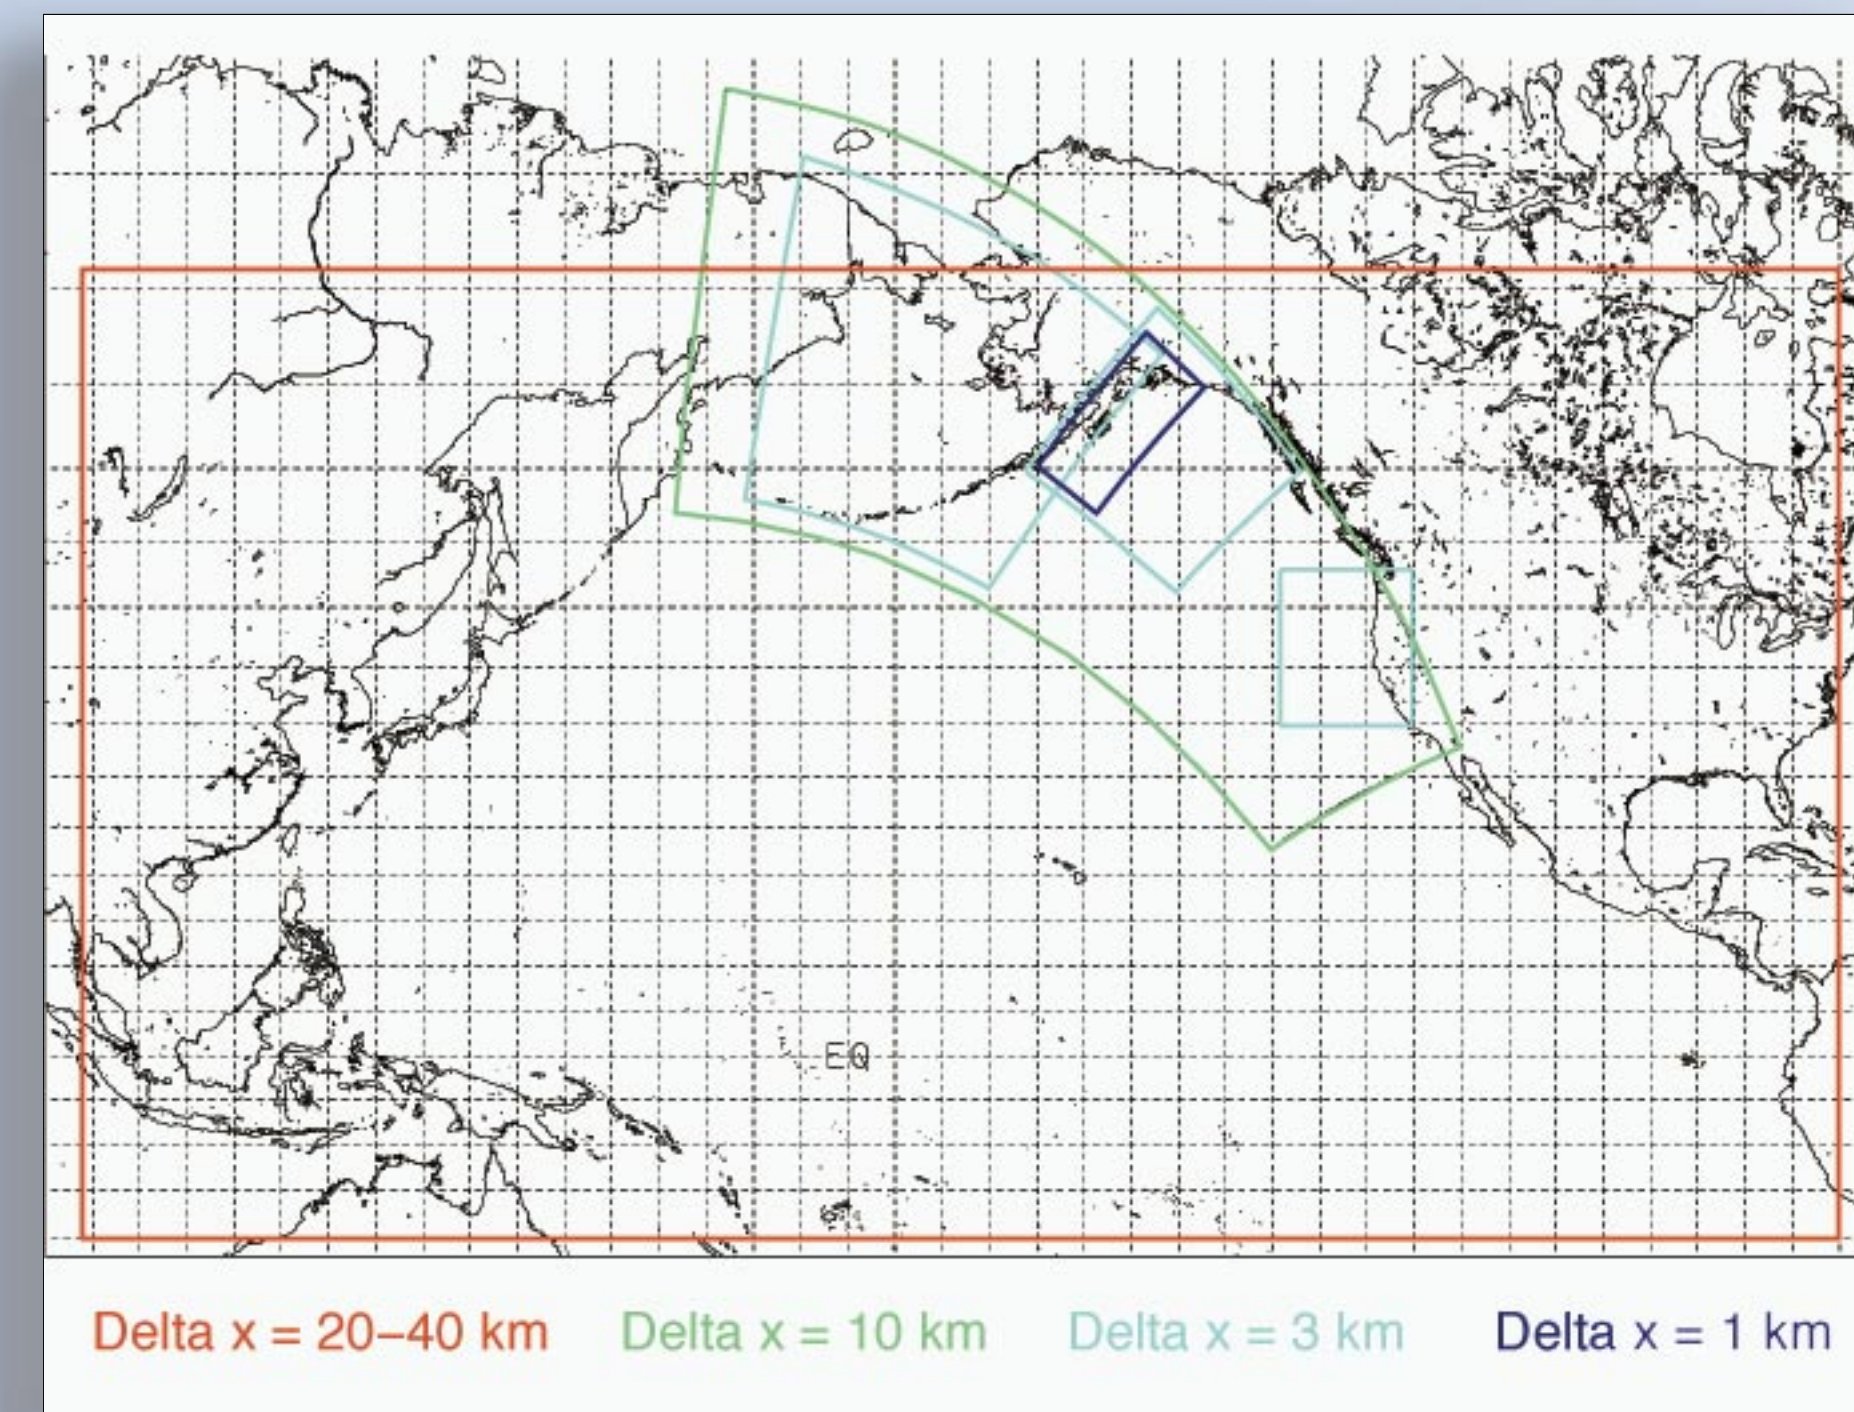 EQ
Delta x = 20–40 km Delta x = 10 km Delta x = 3 km Delta x = 1 km